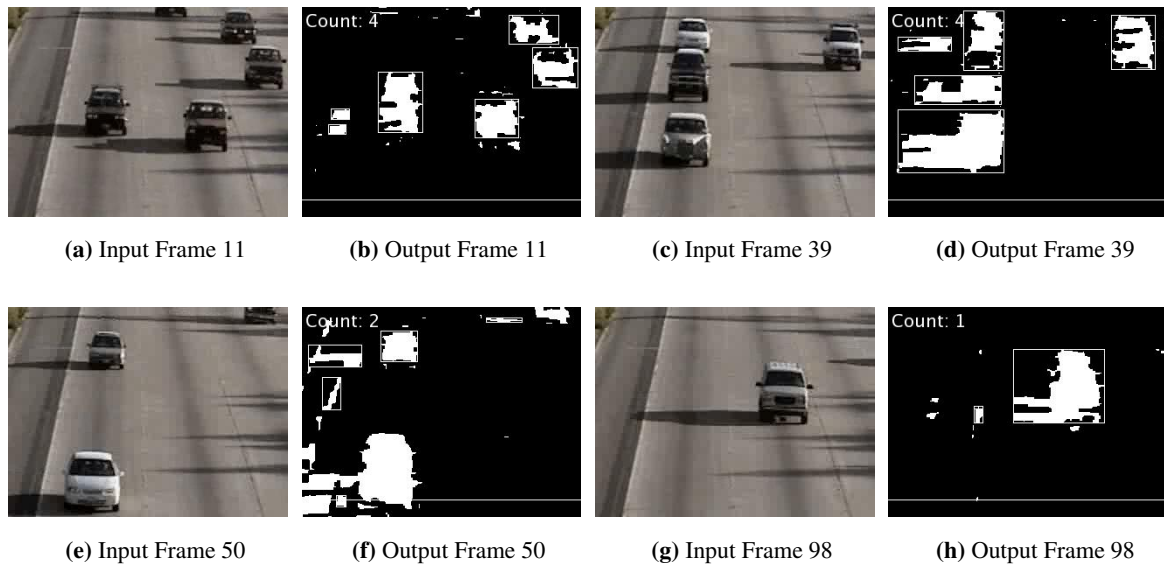 Count: 4
Count: 4
(a) Input Frame 11
(b) Output Frame 11
(c) Input Frame 39
(d) Output Frame 39
Count: 2
Count: 1
(e) Input Frame 50
(f) Output Frame 50
(g) Input Frame 98
(h) Output Frame 98